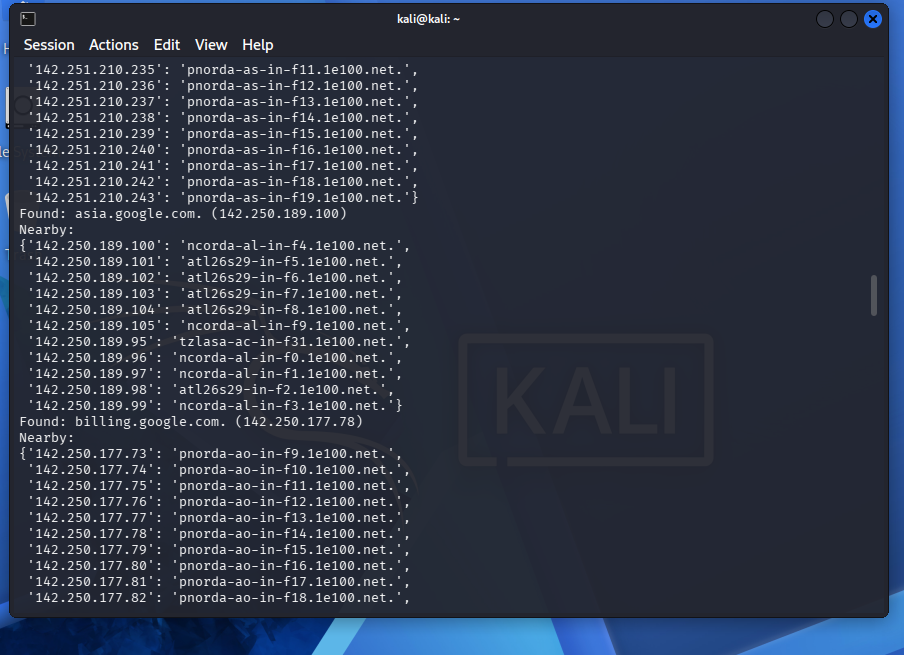 kali@kali: ~
Session Actions Edit View Help
'142.251.210.235': 'pnorda-as-in-f11.1e100.net.',
'142.251.210.236': 'pnorda-as-in-f12.1e100.net.',
'142.251.210.237': 'pnorda-as-in-f13.1e100.net.',
'142.251.210.238': 'pnorda-as-in-f14.1e100.net.',
'142.251.210.239': 'pnorda-as-in-f15.1e100.net.',
'142.251.210.240': 'pnorda-as-in-f16.1e100.net.',
'142.251.210.241': 'pnorda-as-in-f17.1e100.net.',
'142.251.210.242': 'pnorda-as-in-f18.1e100.net.',
'142.251.210.243': 'pnorda-as-in-f19.1e100.net.'}
Found: asia.google.com. (142.250.189.100)
Nearby:
{'142.250.189.100': 'ncorda-al-in-f4.1e100.net.',
'142.250.189.101': 'atl26s29-in-f5.1e100.net.',
'142.250.189.102': 'atl26s29-in-f6.1e100.net.',
'142.250.189.103': 'atl26s29-in-f7.1e100.net.',
'142.250.189.104': 'atl26s29-in-f8.1e100.net.',
'142.250.189.105': 'ncorda-al-in-f9.1e100.net.',
'142.250.189.95': 'tzlasa-ac-in-f31.1e100.net.',
'142.250.189.96': 'ncorda-al-in-f0.1e100.net.',
'142.250.189.97': 'ncorda-al-in-f1.1e100.net.',
'142.250.189.98': 'atl26s29-in-f2.1e100.net.',
'142.250.189.99': 'ncorda-al-in-f3.1e100.net.'}
Found: billing.google.com. (142.250.177.78)
Nearby:
{'142.250.177.73': 'pnorda-ao-in-f9.1e100.net.',
'142.250.177.74': 'pnorda-ao-in-f10.1e100.net.',
'142.250.177.75': 'pnorda-ao-in-f11.1e100.net.',
'142.250.177.76': 'pnorda-ao-in-f12.1e100.net.',
'142.250.177.77': 'pnorda-ao-in-f13.1e100.net.',
'142.250.177.78': 'pnorda-ao-in-f14.1e100.net.',
'142.250.177.79': 'pnorda-ao-in-f15.1e100.net.',
'142.250.177.80': 'pnorda-ao-in-f16.1e100.net.',
'142.250.177.81': 'pnorda-ao-in-f17.1e100.net.',
'142.250.177.82': 'pnorda-ao-in-f18.1e100.net.',
KALI